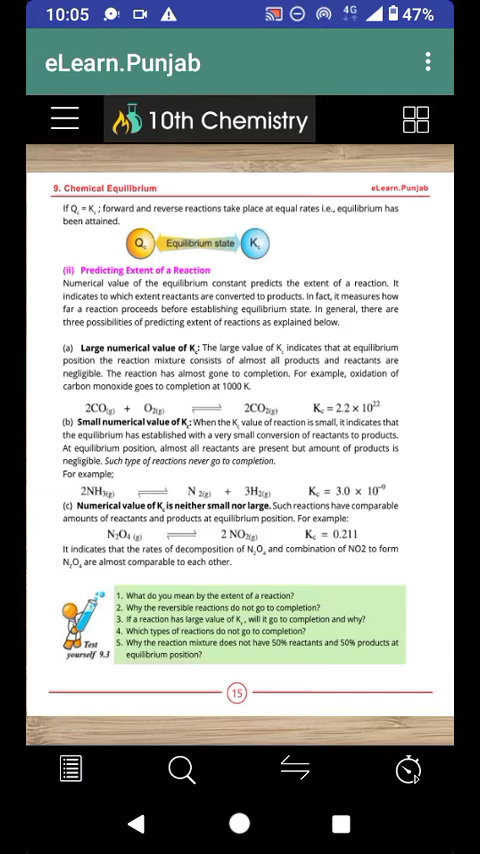 10:05
4G
47%
eLearn.Punjab
10th Chemistry
9. Chemical Equilibrium
eLearn.Punjab
If Qc = Kc ; forward and reverse reactions take place at equal rates i.e., equilibrium has
been attained.
Qc Equilibrium state Kc
(ii) Predicting Extent of a Reaction
Numerical value of the equilibrium constant predicts the extent of a reaction. It
indicates to which extent reactants are converted to products. In fact, it measures how
far a reaction proceeds before establishing equilibrium state. In general, there are
three possibilities of predicting extent of reactions as explained below.
(a) Large numerical value of Kc: The large value of Kc indicates that at equilibrium
position the reaction mixture consists of almost all products and reactants are
negligible. The reaction has almost gone to completion. For example, oxidation of
carbon monoxide goes to completion at 1000 K.
2CO(g) + O2(g) ⇌ 2CO2(g) Kc = 2.2 × 10²²
(b) Small numerical value of Kc: When the Kc value of reaction is small, it indicates that
the equilibrium has established with a very small conversion of reactants to products.
At equilibrium position, almost all reactants are present but amount of products is
negligible. Such type of reactions never go to completion.
For example;
2NH3(g) ⇌ N2(g) + 3H2(g) Kc = 3.0 × 10⁻⁹
(c) Numerical value of Kc is neither small nor large. Such reactions have comparable
amounts of reactants and products at equilibrium position. For example:
N2O4 (g) ⇌ 2 NO2(g) Kc = 0.211
It indicates that the rates of decomposition of N2O4 and combination of NO2 to form
N2O4 are almost comparable to each other.
1. What do you mean by the extent of a reaction?
2. Why the reversible reactions do not go to completion?
3. If a reaction has large value of Kc, will it go to completion and why?
4. Which types of reactions do not go to completion?
5. Why the reaction mixture does not have 50% reactants and 50% products at
equilibrium position?
Test
yourself 9.3
15